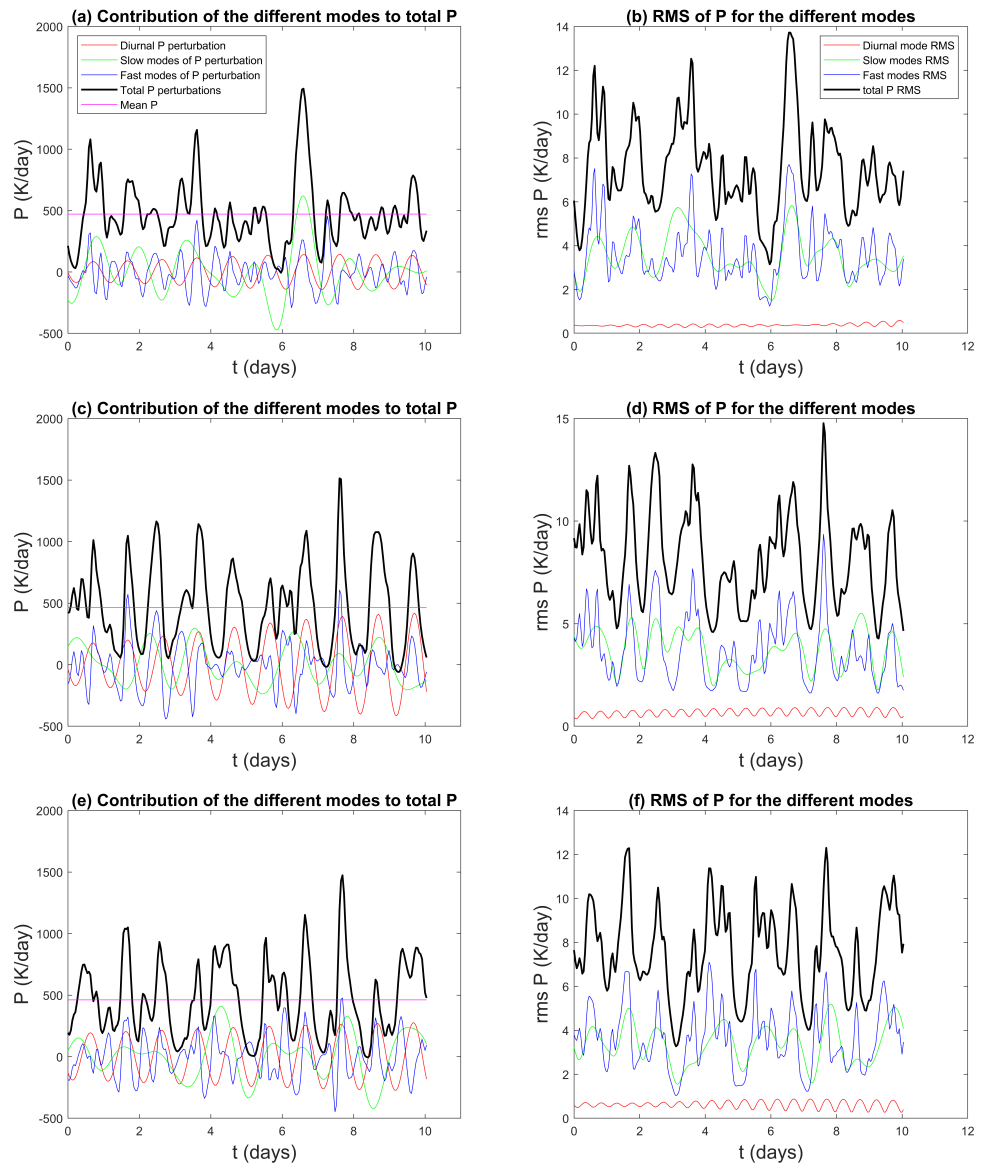 (a) Contribution of the different modes to total P
2000
1500
1000
500
0
-500
P (K/day)
Diurnal P perturbation
Slow modes of P perturbation
Fast modes of P perturbation
Total P perturbations
Mean P
0 2 4 6 8 10
t (days)
(b) RMS of P for the different modes
14
12
10
8
6
4
2
0
rms P (K/day)
Diurnal mode RMS
Slow modes RMS
Fast modes RMS
total P RMS
0 2 4 6 8 10 12
t (days)
(c) Contribution of the different modes to total P
2000
1500
1000
500
0
-500
P (K/day)
0 2 4 6 8 10
t (days)
(d) RMS of P for the different modes
15
10
5
0
rms P (K/day)
0 2 4 6 8 10 12
t (days)
(e) Contribution of the different modes to total P
2000
1500
1000
500
0
-500
P (K/day)
0 2 4 6 8 10
t (days)
(f) RMS of P for the different modes
14
12
10
8
6
4
2
0
rms P (K/day)
0 2 4 6 8 10 12
t (days)